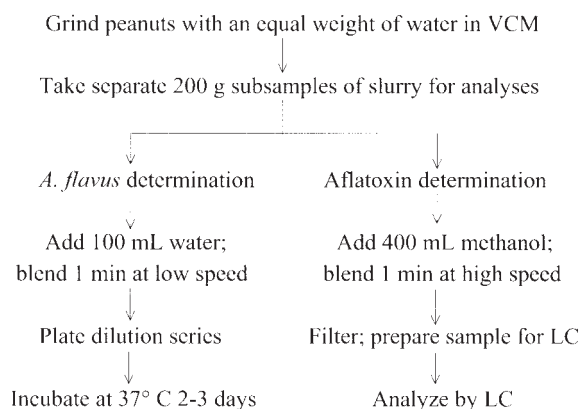 Grind peanuts with an equal weight of water in VCM
Take separate 200 g subsamples of slurry for analyses
A. flavus determination
Add 100 mL water;
blend 1 min at low speed
Plate dilution series
Incubate at 37° C 2-3 days
Aflatoxin determination
Add 400 mL methanol;
blend 1 min at high speed
Filter; prepare sample for LC
Analyze by LC